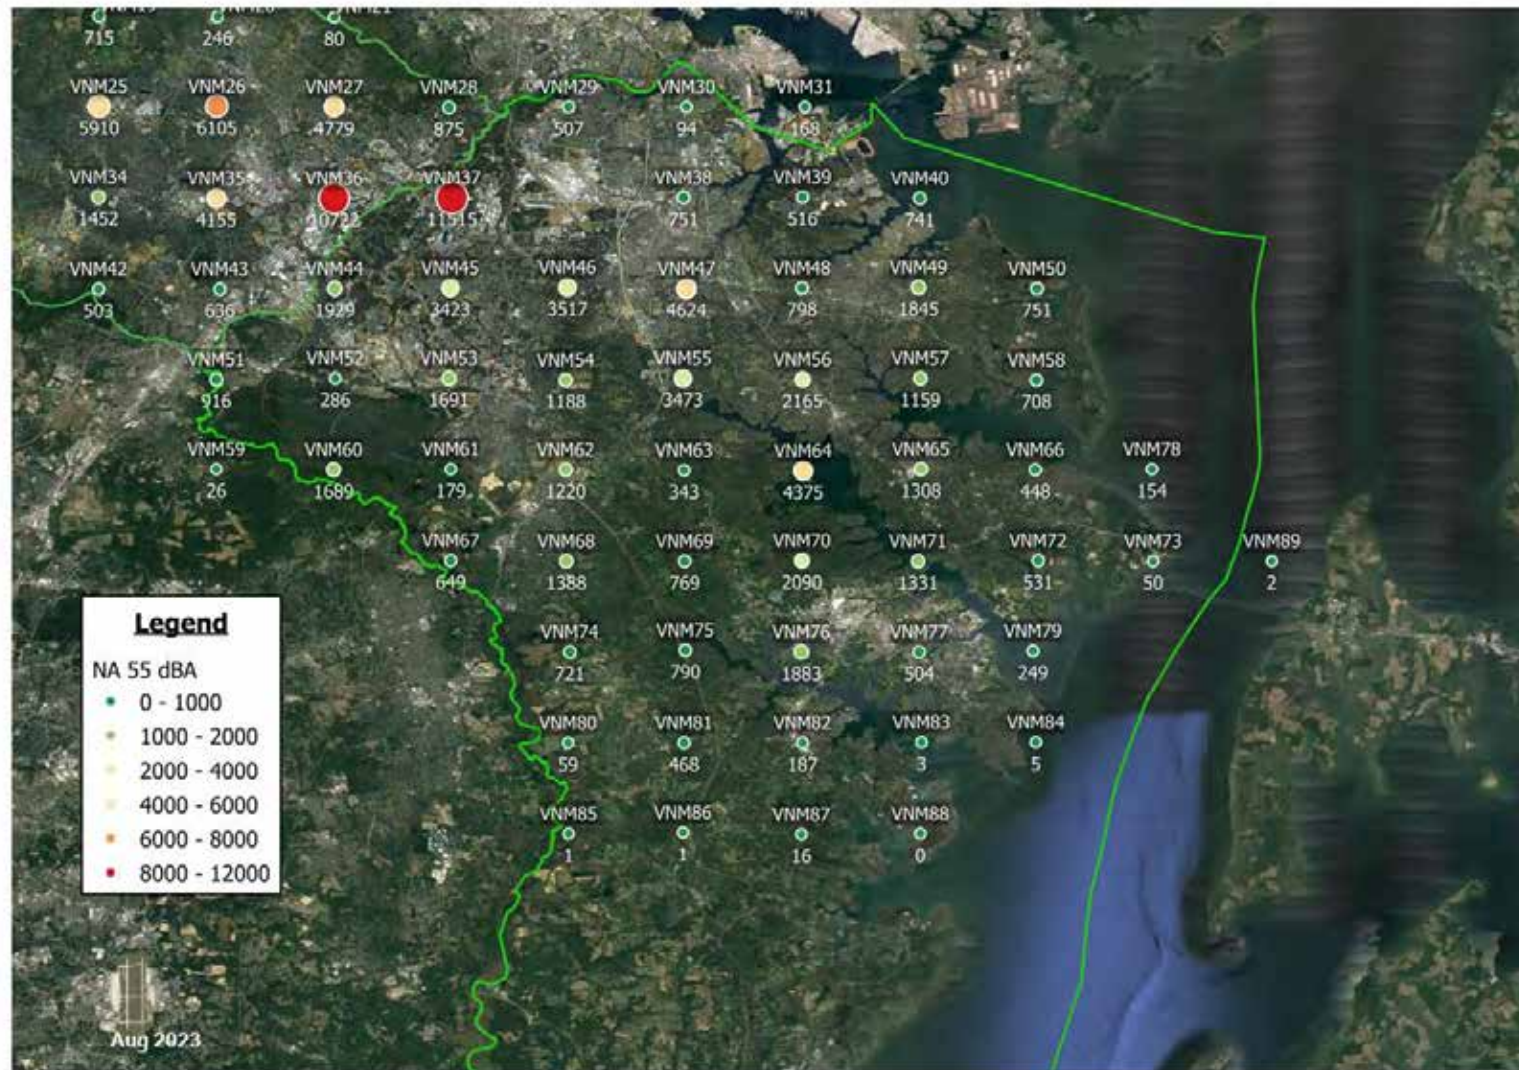 715 246 80
VNM25 VNM26 VNM27 VNM28 VNM29 VNM30 VNM31
5910 6105 4779 875 507 94 168
VNM34 VNM35 VNM36 VNM37 VNM38 VNM39 VNM40
1452 4155 10722 11515 751 516 741
VNM42 VNM43 VNM44 VNM45 VNM46 VNM47 VNM48 VNM49 VNM50
503 636 1929 3423 3517 4624 798 1845 751
VNM51 VNM52 VNM53 VNM54 VNM55 VNM56 VNM57 VNM58
916 286 1691 1188 3473 2165 1159 708
VNM59 VNM60 VNM61 VNM62 VNM63 VNM64 VNM65 VNM66 VNM78
26 1689 179 1220 343 4375 1308 448 154
VNM67 VNM68 VNM69 VNM70 VNM71 VNM72 VNM73 VNM89
649 1388 769 2090 1331 531 50 2
VNM74 VNM75 VNM76 VNM77 VNM79
721 790 1883 504 249
VNM80 VNM81 VNM82 VNM83 VNM84
59 468 187 3 5
VNM85 VNM86 VNM87 VNM88
1 1 16 0
Legend
NA 55 dBA
0 - 1000
1000 - 2000
2000 - 4000
4000 - 6000
6000 - 8000
8000 - 12000
Aug 2023